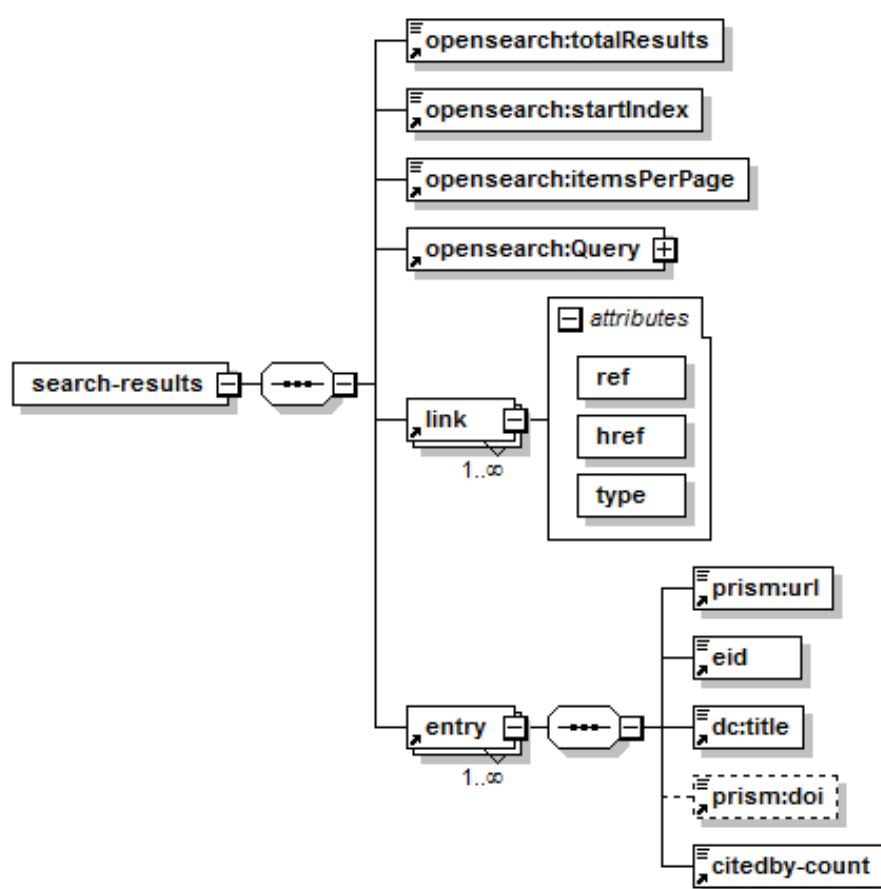 opensearch:totalResults
opensearch:startIndex
opensearch:itemsPerPage
opensearch:Query
attributes
ref
search-results
link
href
1..∞
type
prism:url
eid
entry
dc:title
1..∞
prism:doi
citedby-count